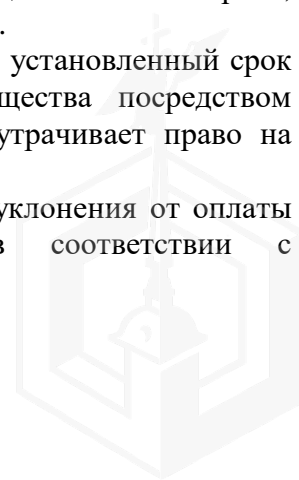 .
установленный срок
щества посредством
утрачивает право на
уклонения от оплаты
в соответствии с